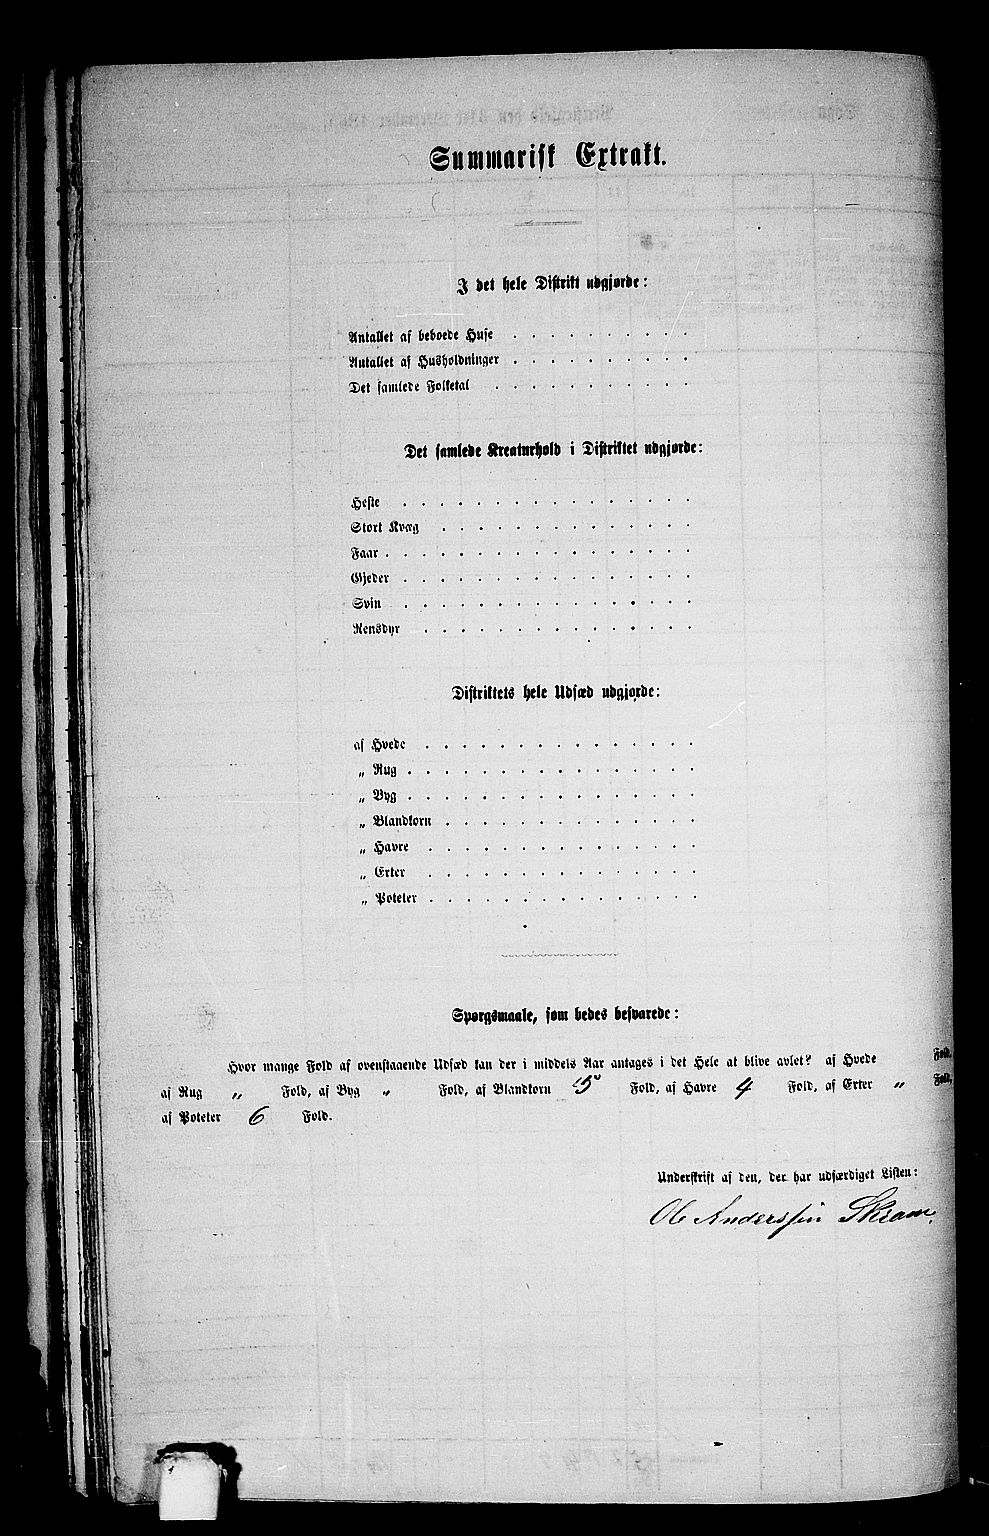 Summarisk Extrakt.
I det hele Distrikt udgjorde:
Antallet af beboede Huse . . . . . . . . . .
Antallet af Husholdninger . . . . . . . . . .
Det samlede Folketal . . . . . . . . . . .
Det samlede Kreaturhold i Distriktet udgjorde:
Heste . . . . . . . . . . . . . . . .
Stort Kvæg . . . . . . . . . . . . . .
Faar . . . . . . . . . . . . . . . . .
Gjeder . . . . . . . . . . . . . . . .
Svin . . . . . . . . . . . . . . . .
Rensdyr . . . . . . . . . . . . . . .
Distriktets hele Udsæd udgjorde:
af Hvede . . . . . . . . . . . . . . .
„ Rug . . . . . . . . . . . . . . . .
„ Byg . . . . . . . . . . . . . . . .
„ Blandkorn . . . . . . . . . . . . . .
„ Havre . . . . . . . . . . . . . . .
„ Erter . . . . . . . . . . . . . . .
„ Poteter . . . . . . . . . . . . . . .
Spørgsmaale, som bedes besvarede:
Hvor mange Fold af ovenstaaende Udsæd kan der i middels Aar antages i det Hele at blive avlet? af Hvede Fold,
af Rug „ Fold, af Byg „ Fold, af Blandkorn 5 Fold, af Havre 4 Fold, af Erter „ Fold,
af Poteter 6 Fold.
Underskrift af den, der har udfærdiget Listen:
Ole Anderssen Skram.